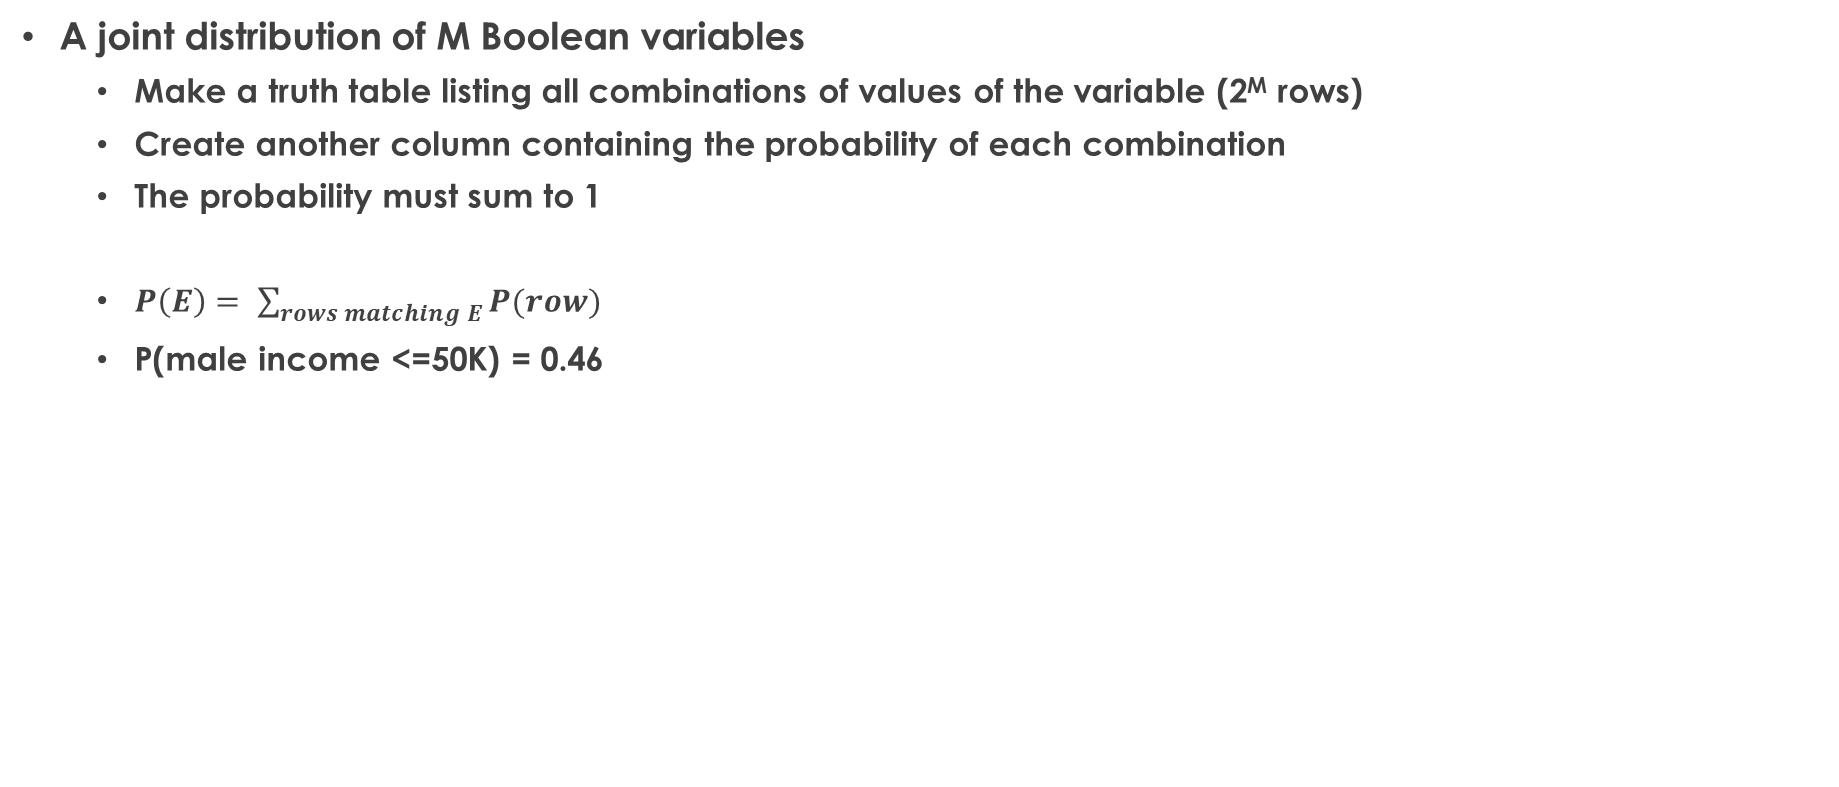 • A joint distribution of M Boolean variables
• Make a truth table listing all combinations of values of the variable (2ᴹ rows)
• Create another column containing the probability of each combination
• The probability must sum to 1
• P(E) = ∑rows matching E P(row)
• P(male income <=50K) = 0.46